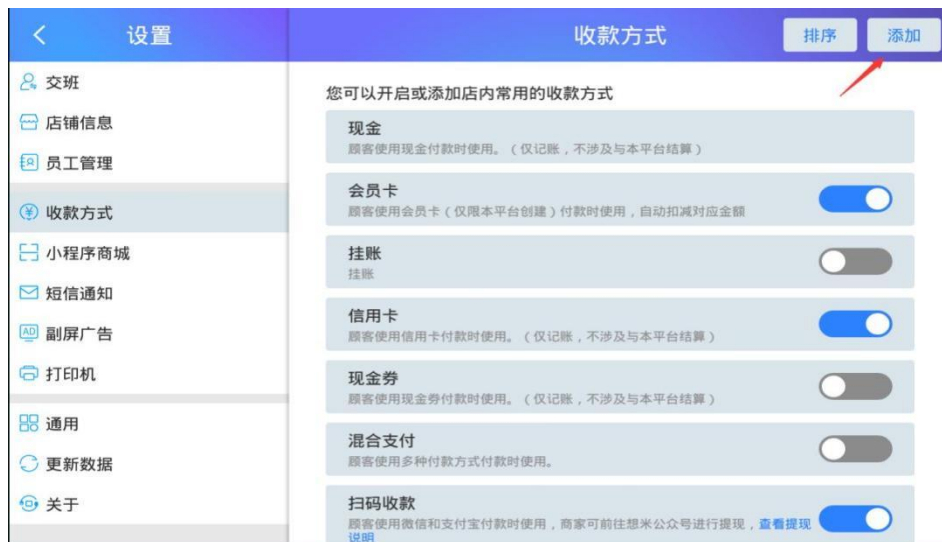 设置
收款方式
排序
添加
交班
店铺信息
员工管理
收款方式
小程序商城
短信通知
AD
副屏广告
打印机
通用
更新数据
关于
您可以开启或添加店内常用的收款方式
现金
顾客使用现金付款时使用。（仅记账，不涉及与本平台结算）
会员卡
顾客使用会员卡（仅限本平台创建）付款时使用，自动扣减对应金额
挂账
挂账
信用卡
顾客使用信用卡付款时使用。（仅记账，不涉及与本平台结算）
现金券
顾客使用现金券付款时使用。（仅记账，不涉及与本平台结算）
混合支付
顾客使用多种付款方式付款时使用。
扫码收款
顾客使用微信和支付宝付款时使用，商家可前往想米公众号进行提现，查看提现
说明